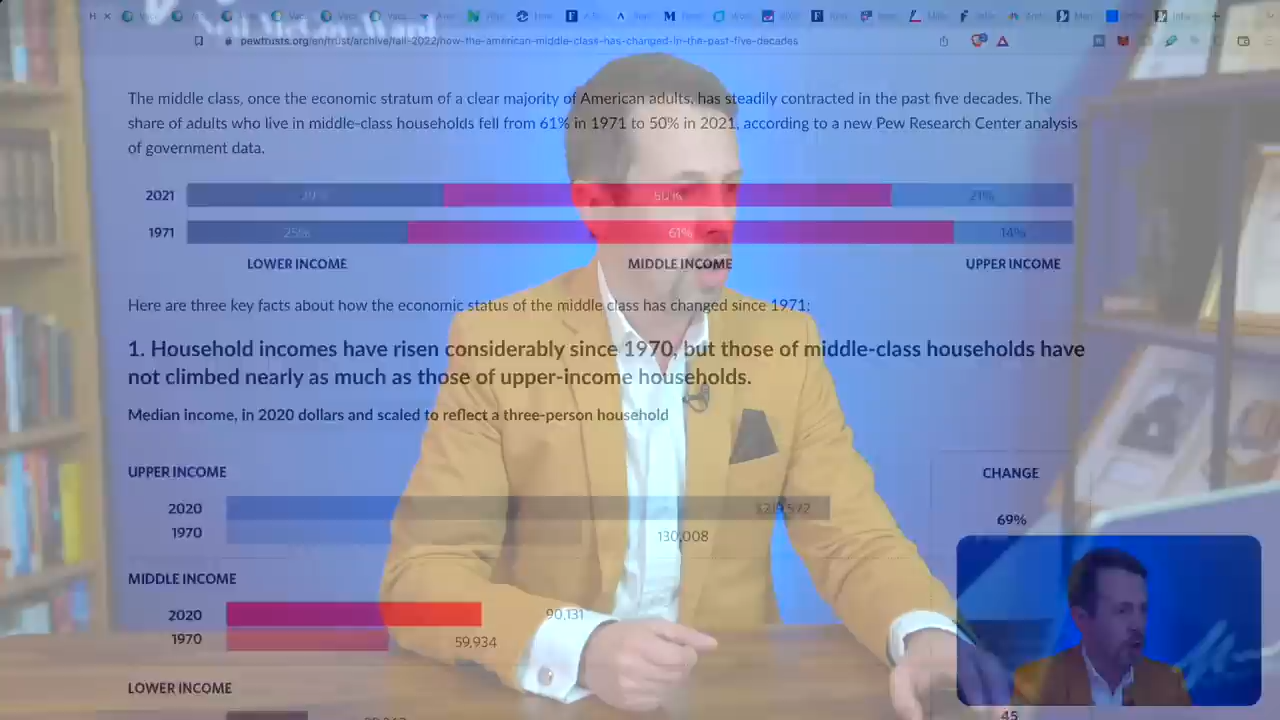 pewtrusts.org/en/trust/archive/fall-2022/how-the-american-middle-class-has-changed-in-the-past-five-decades
The middle class, once the economic stratum of a clear majority of American adults, has steadily contracted in the past five decades. The
share of adults who live in middle-class households fell from 61% in 1971 to 50% in 2021, according to a new Pew Research Center analysis
of government data.
2021 29% 50% 21%
1971 25% 61% 14%
LOWER INCOME MIDDLE INCOME UPPER INCOME
Here are three key facts about how the economic status of the middle class has changed since 1971:
1. Household incomes have risen considerably since 1970, but those of middle-class households have
not climbed nearly as much as those of upper-income households.
Median income, in 2020 dollars and scaled to reflect a three-person household
UPPER INCOME CHANGE
2020 69%
1970 130,008
MIDDLE INCOME
2020 90,131
1970 59,934
LOWER INCOME
45